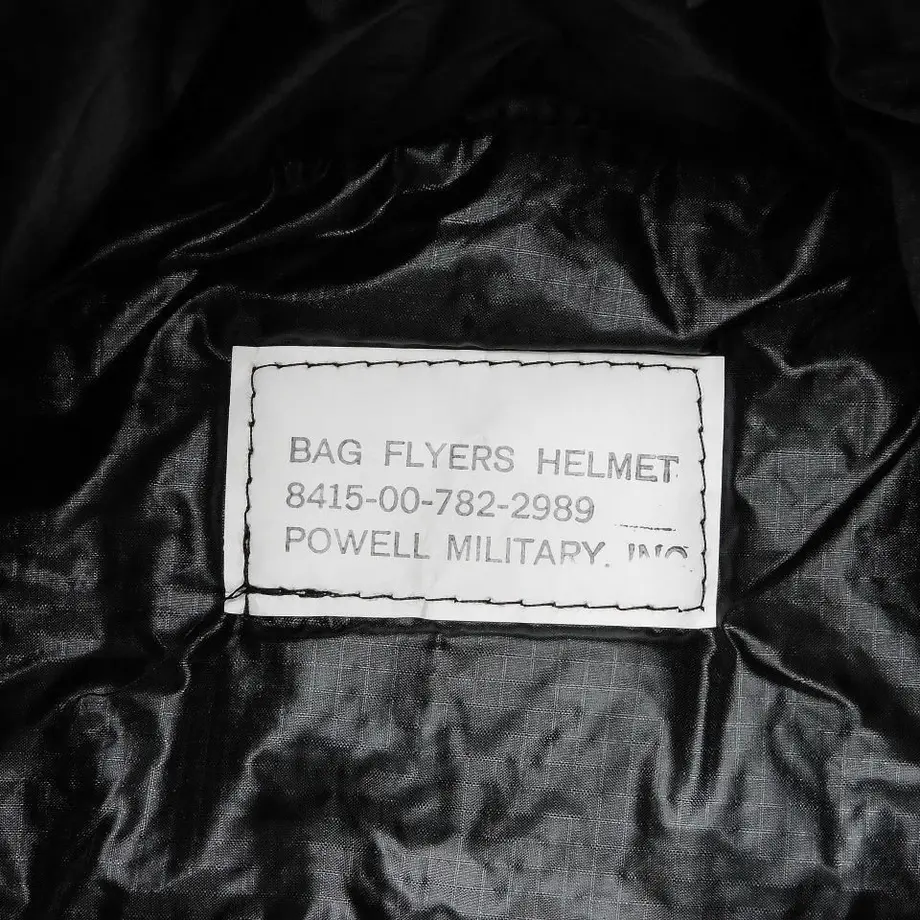 BAG FLYERS HELMET
8415-00-782-2989
POWELL MILITARY. INC